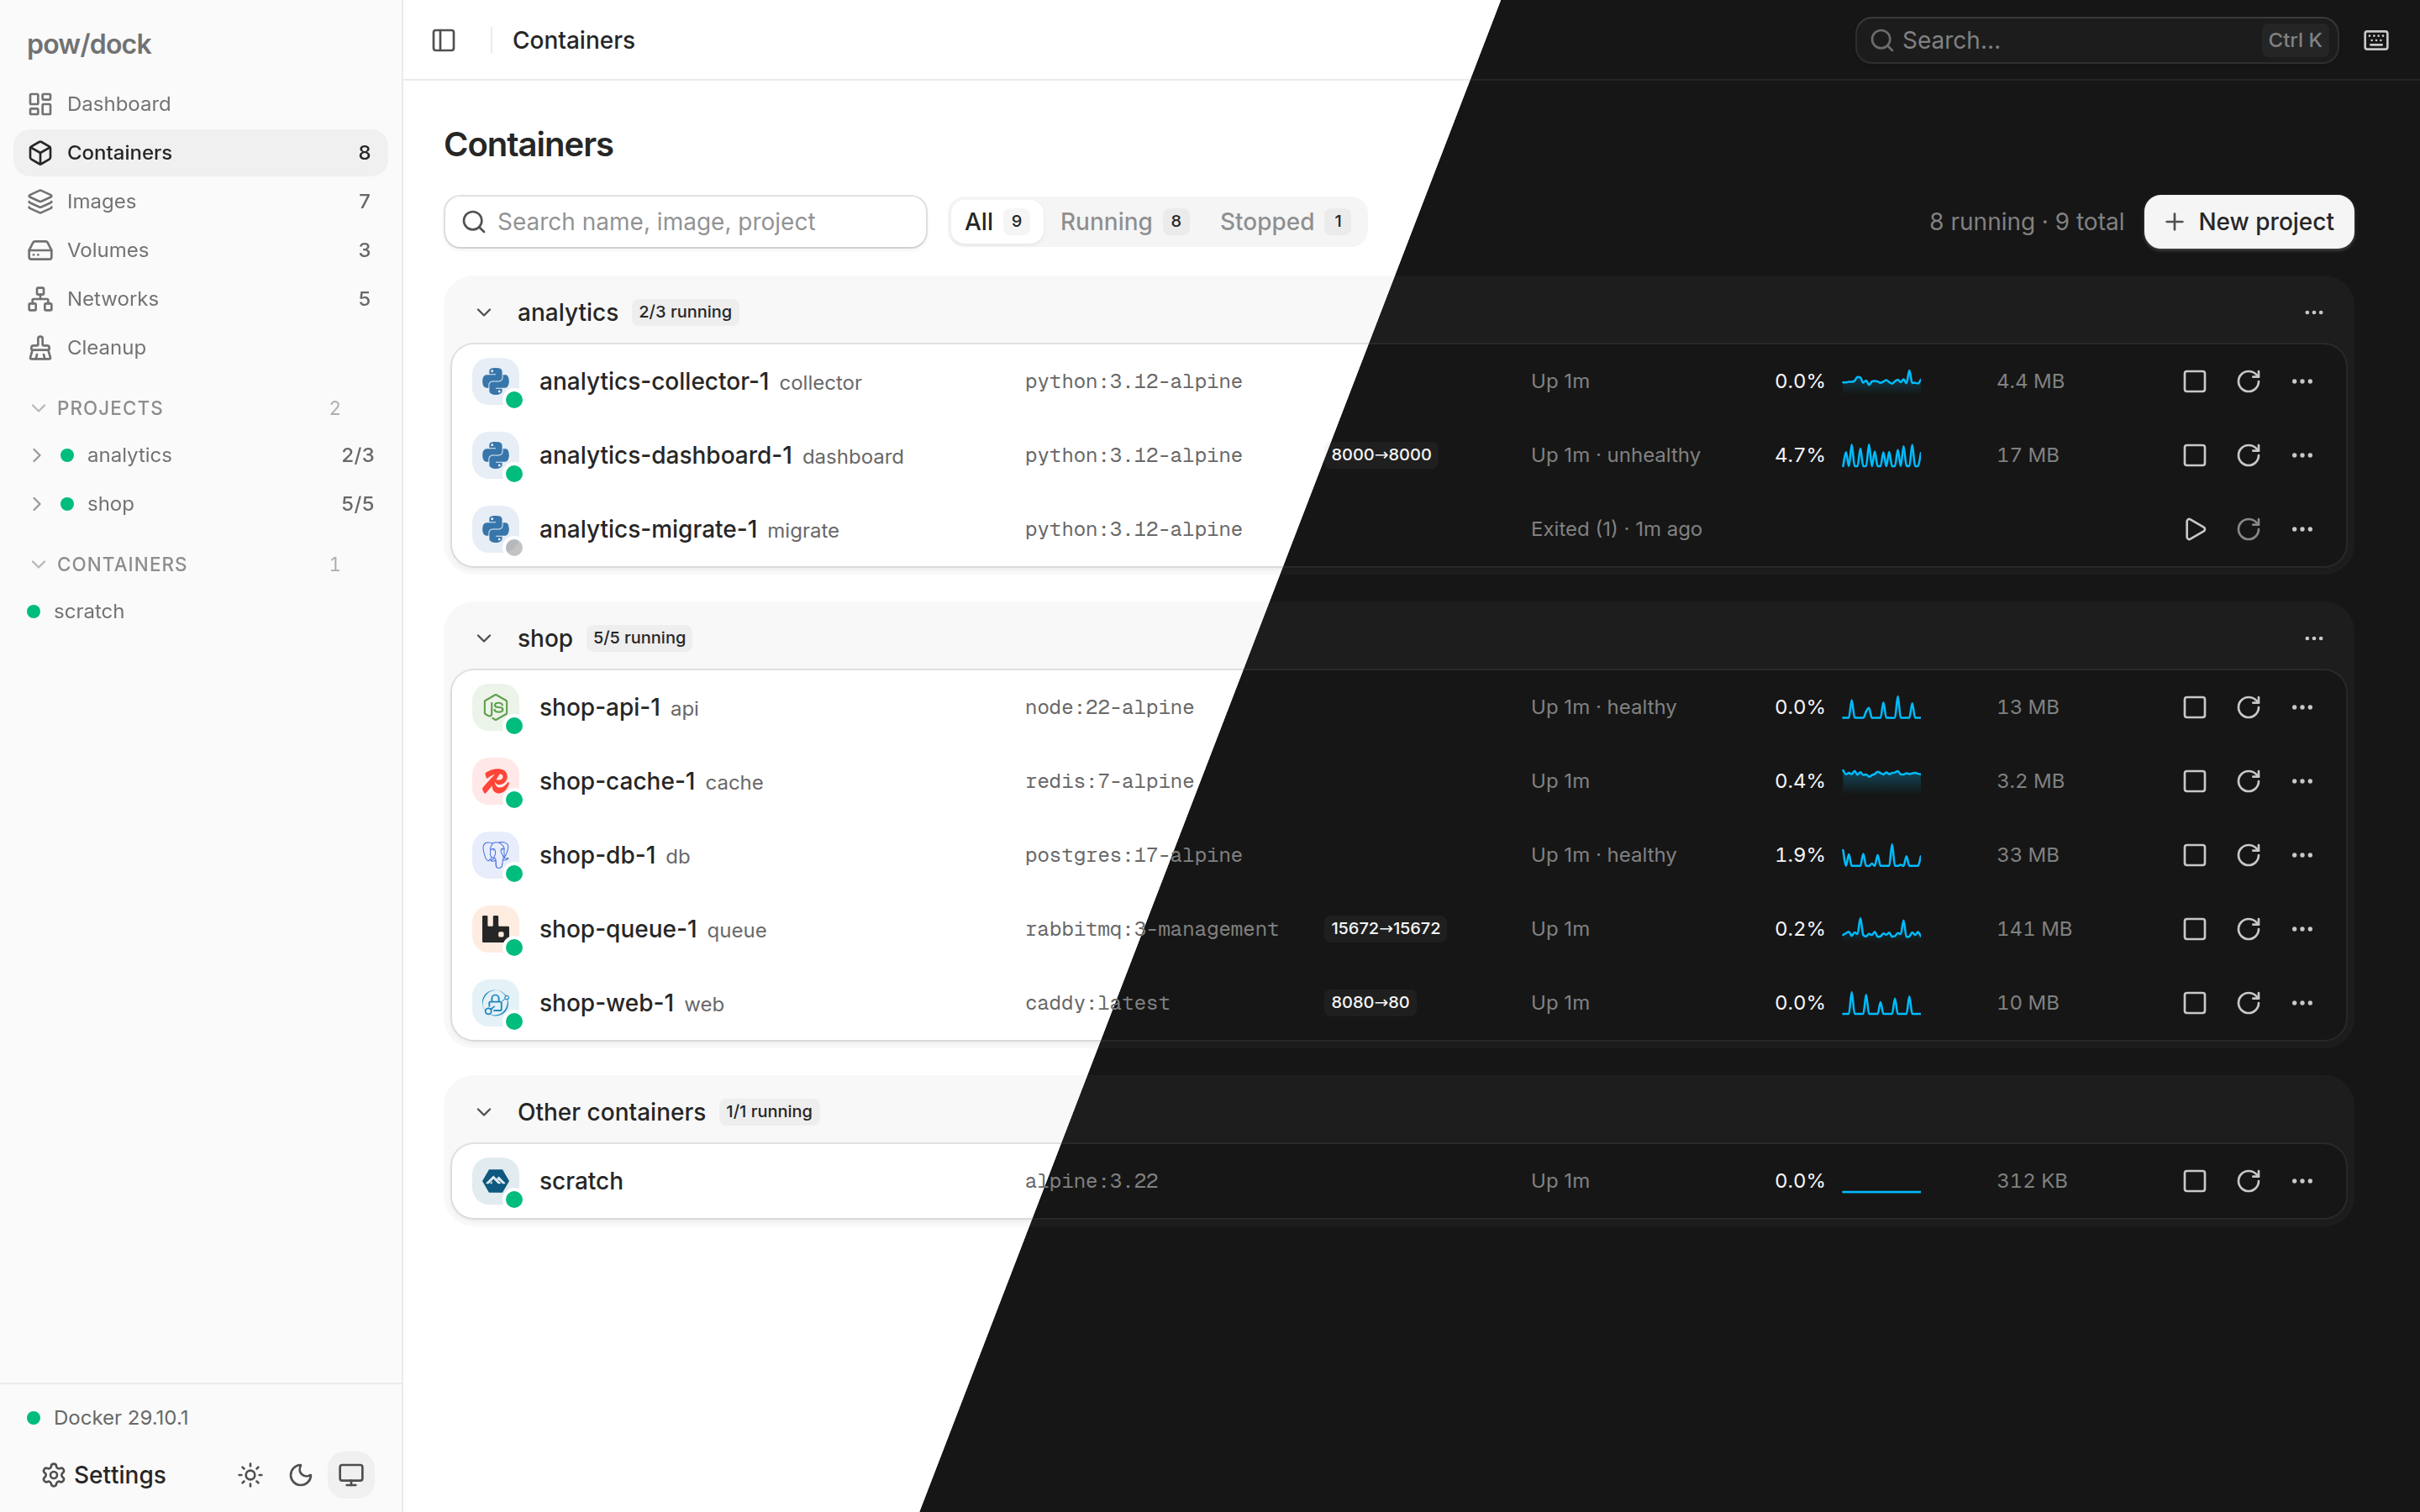 pow/dock
Dashboard
Containers 8
Images 7
Volumes 3
Networks 5
Cleanup
PROJECTS 2
analytics 2/3
shop 5/5
CONTAINERS 1
scratch
Docker 29.10.1
Settings
Containers
Search... Ctrl K
Containers
Search name, image, project All 9 Running 8 Stopped 1 8 running · 9 total + New project
analytics 2/3 running
analytics-collector-1 collector python:3.12-alpine Up 1m 0.0% 4.4 MB
analytics-dashboard-1 dashboard python:3.12-alpine 8000→8000 Up 1m · unhealthy 4.7% 17 MB
analytics-migrate-1 migrate python:3.12-alpine Exited (1) · 1m ago
shop 5/5 running
shop-api-1 api node:22-alpine Up 1m · healthy 0.0% 13 MB
shop-cache-1 cache redis:7-alpine Up 1m 0.4% 3.2 MB
shop-db-1 db postgres:17-alpine Up 1m · healthy 1.9% 33 MB
shop-queue-1 queue rabbitmq:3-management 15672→15672 Up 1m 0.2% 141 MB
shop-web-1 web caddy:latest 8080→80 Up 1m 0.0% 10 MB
Other containers 1/1 running
scratch alpine:3.22 Up 1m 0.0% 312 KB